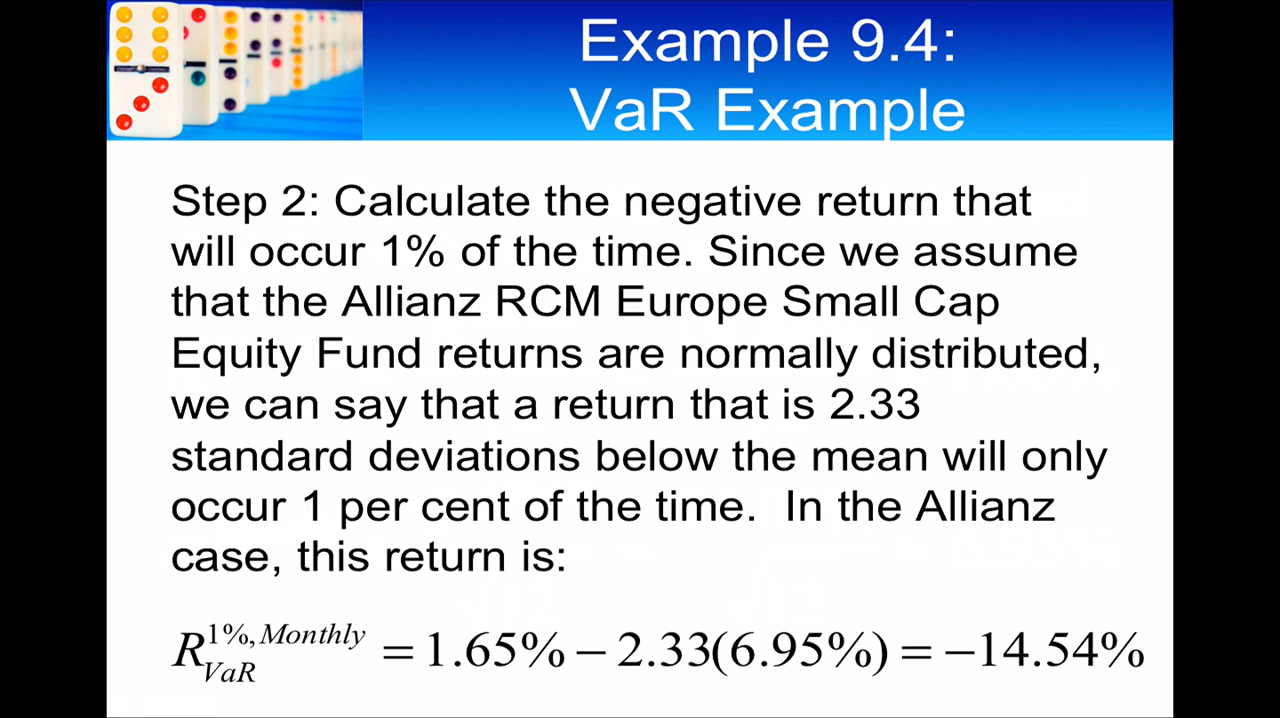 Example 9.4:
VaR Example
Step 2: Calculate the negative return that
will occur 1% of the time. Since we assume
that the Allianz RCM Europe Small Cap
Equity Fund returns are normally distributed,
we can say that a return that is 2.33
standard deviations below the mean will only
occur 1 per cent of the time.  In the Allianz
case, this return is:
R_{VaR}^{1%, Monthly} = 1.65% − 2.33(6.95%) = −14.54%